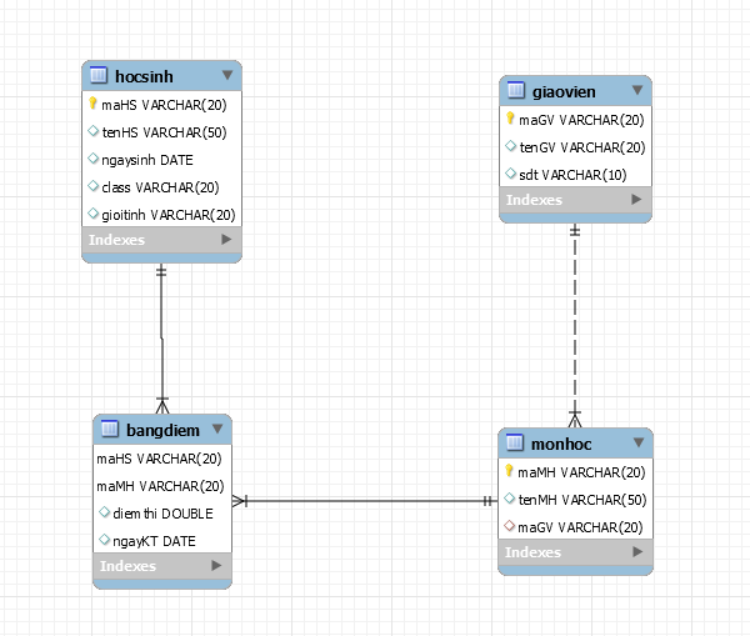 hocsinh
maHS VARCHAR(20)
tenHS VARCHAR(50)
ngaysinh DATE
class VARCHAR(20)
gioitinh VARCHAR(20)
Indexes
giaovien
maGV VARCHAR(20)
tenGV VARCHAR(20)
sdt VARCHAR(10)
Indexes
bangdiem
maHS VARCHAR(20)
maMH VARCHAR(20)
diemthi DOUBLE
ngayKT DATE
Indexes
monhoc
maMH VARCHAR(20)
tenMH VARCHAR(50)
maGV VARCHAR(20)
Indexes